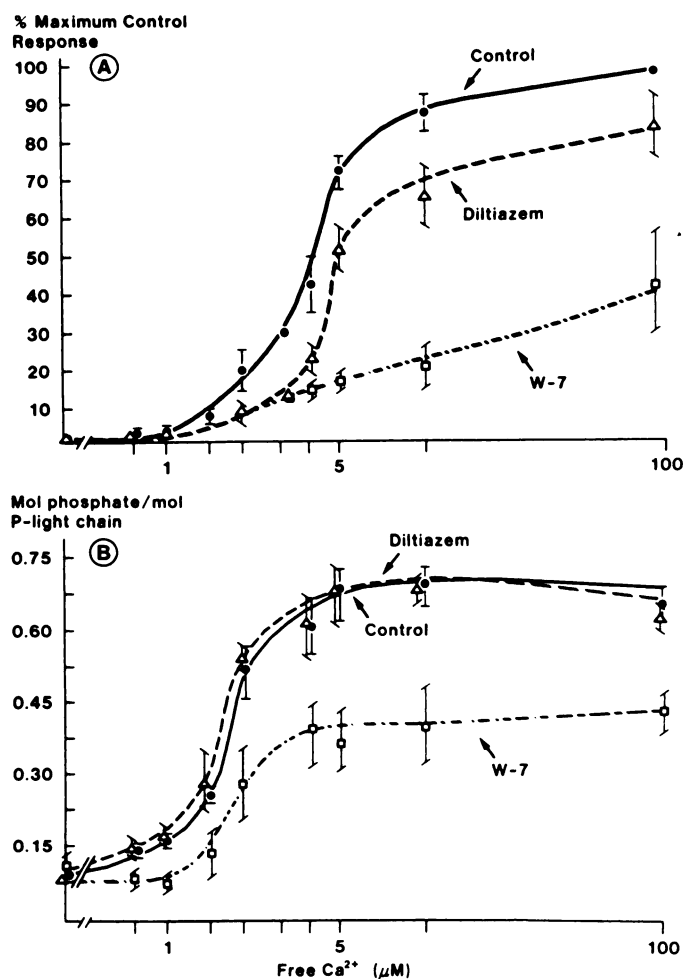 % Maximum Control
Response
A
100
90
80
70
60
50
40
30
20
10
Control
Diltiazem
W-7
1
5
100
Mol phosphate/mol
P-light chain
B
0.75
0.60
0.45
0.30
0.15
Diltiazem
Control
W-7
1
5
100
Free Ca²⁺ (μM)